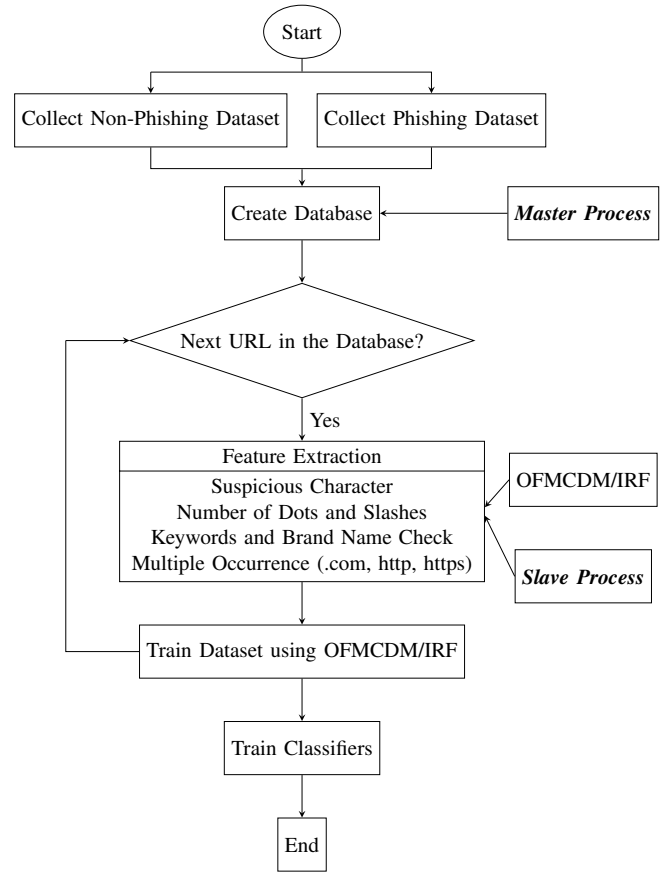 Start
Collect Non-Phishing Dataset
Collect Phishing Dataset
Create Database
Master Process
Next URL in the Database?
Yes
Feature Extraction
Suspicious Character
Number of Dots and Slashes
Keywords and Brand Name Check
Multiple Occurrence (.com, http, https)
OFMCDM/IRF
Slave Process
Train Dataset using OFMCDM/IRF
Train Classifiers
End